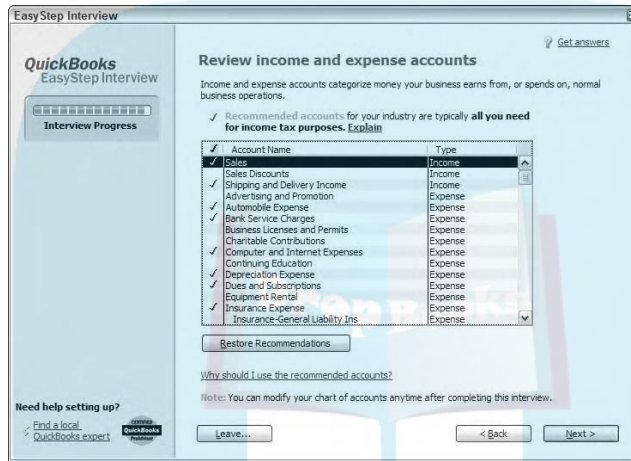 EasyStep Interview
Get answers
QuickBooks
EasyStep Interview
Interview Progress
Review income and expense accounts
Income and expense accounts categorize money your business earns from, or spends on, normal
business operations.
✓ Recommended accounts for your industry are typically all you need
for income tax purposes. Explain
✓ Account Name Type
✓ Sales Income
Sales Discounts Income
✓ Shipping and Delivery Income Income
Advertising and Promotion Expense
✓ Automobile Expense Expense
✓ Bank Service Charges Expense
Business Licenses and Permits Expense
Charitable Contributions Expense
✓ Computer and Internet Expenses Expense
Continuing Education Expense
✓ Depreciation Expense Expense
✓ Dues and Subscriptions Expense
Equipment Rental Expense
✓ Insurance Expense Expense
Insurance-General Liability Ins Expense
Restore Recommendations
Why should I use the recommended accounts?
Note: You can modify your chart of accounts anytime after completing this interview.
Need help setting up?
Find a local
QuickBooks expert
CERTIFIED
QuickBooks
ProAdvisor
Leave...
< Back
Next >